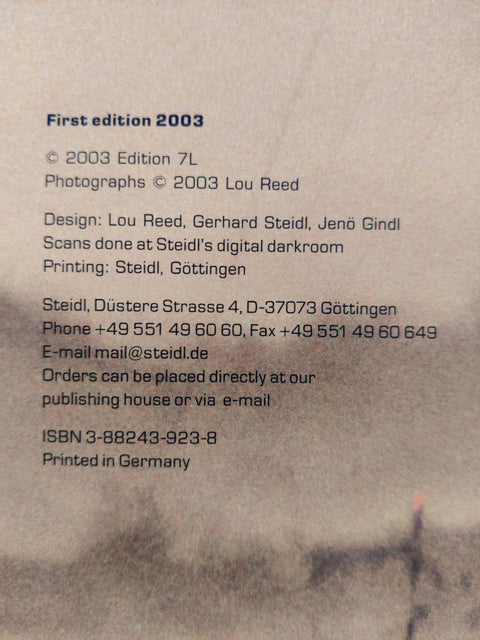 First edition 2003
© 2003 Edition 7L
Photographs © 2003 Lou Reed
Design: Lou Reed, Gerhard Steidl, Jenö Gindl
Scans done at Steidl's digital darkroom
Printing: Steidl, Göttingen
Steidl, Düstere Strasse 4, D-37073 Göttingen
Phone +49 551 49 60 60, Fax +49 551 49 60 649
E-mail mail@steidl.de
Orders can be placed directly at our
publishing house or via e-mail
ISBN 3-88243-923-8
Printed in Germany